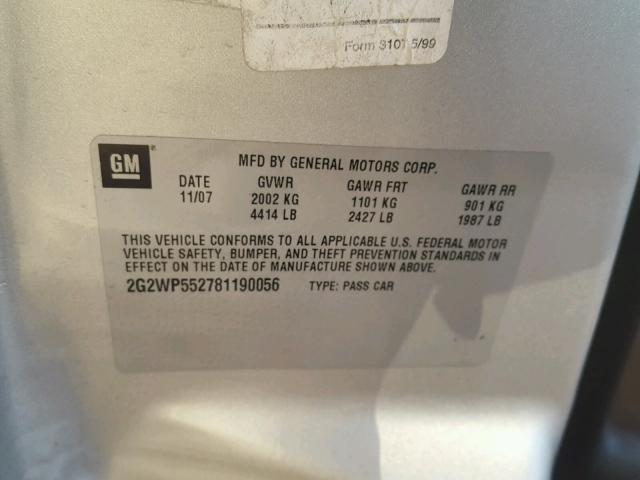 Form 3107 5/99
GM
MFD BY GENERAL MOTORS CORP.
DATE GVWR GAWR FRT GAWR RR
11/07 2002 KG 1101 KG 901 KG
4414 LB 2427 LB 1987 LB
THIS VEHICLE CONFORMS TO ALL APPLICABLE U.S. FEDERAL MOTOR
VEHICLE SAFETY, BUMPER, AND THEFT PREVENTION STANDARDS IN
EFFECT ON THE DATE OF MANUFACTURE SHOWN ABOVE.
2G2WP552781190056 TYPE: PASS CAR